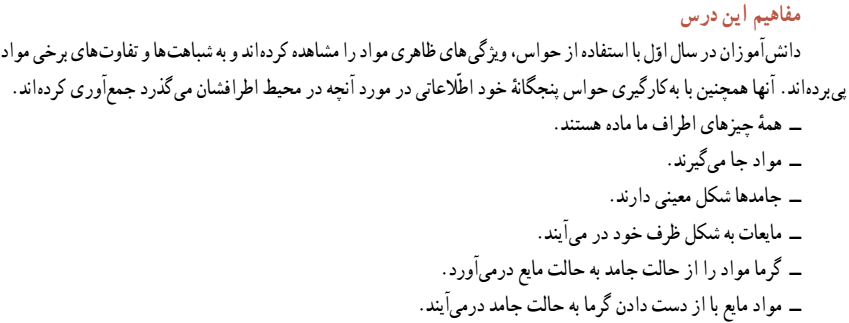 مفاهیم این درس
دانش‌آموزان در سال اوّل با استفاده از حواس، ویژگی‌های ظاهری مواد را مشاهده کرده‌اند و به شباهت‌ها و تفاوت‌های برخی مواد
پی‌برده‌اند. آنها همچنین با به‌کارگیری حواس پنجگانهٔ خود اطّلاعاتی در مورد آنچه در محیط اطرافشان می‌گذرد جمع‌آوری کرده‌اند.
ــ همهٔ چیزهای اطراف ما ماده هستند.
ــ مواد جا می‌گیرند.
ــ جامدها شکل معینی دارند.
ــ مایعات به شکل ظرف خود در می‌آیند.
ــ گرما مواد را از حالت جامد به حالت مایع درمی‌آورد.
ــ مواد مایع با از دست دادن گرما به حالت جامد درمی‌آیند.